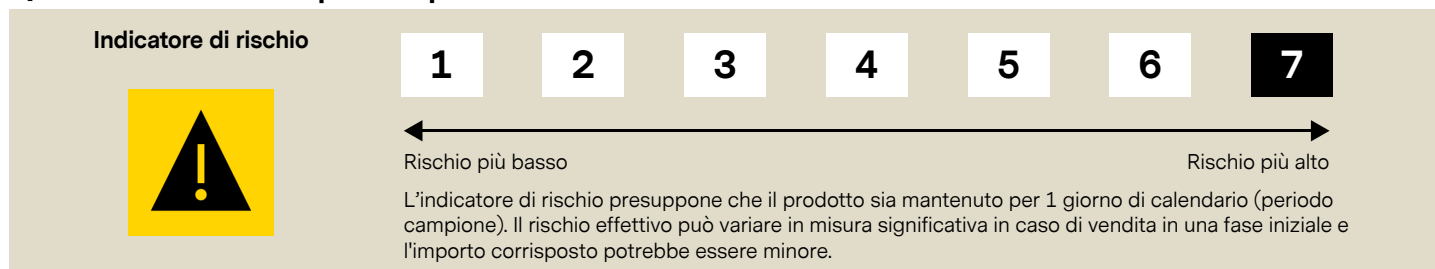 Indicatore di rischio
1 2 3 4 5 6 7
Rischio più basso Rischio più alto
L'indicatore di rischio presuppone che il prodotto sia mantenuto per 1 giorno di calendario (periodo
campione). Il rischio effettivo può variare in misura significativa in caso di vendita in una fase iniziale e
l'importo corrisposto potrebbe essere minore.